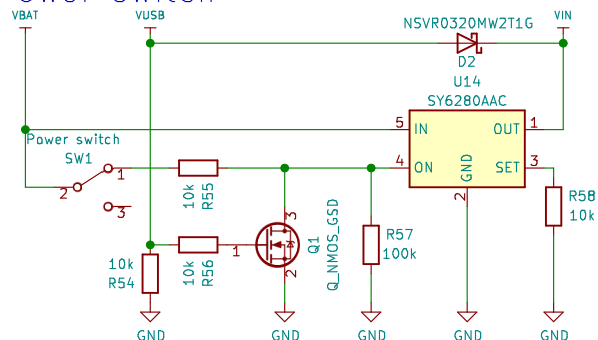 VBAT
VUSB
NSVR0320MW2T1G
VIN
D2
U14
SY6280AAC
5
IN
OUT
1
Power switch
SW1
1
2
3
10k
R55
4
ON
GND
SET
3
2
R58
10k
3
Q1
Q_NMOS_GSD
1
2
R57
100k
10k
R54
10k
R56
GND
GND
GND
GND
GND